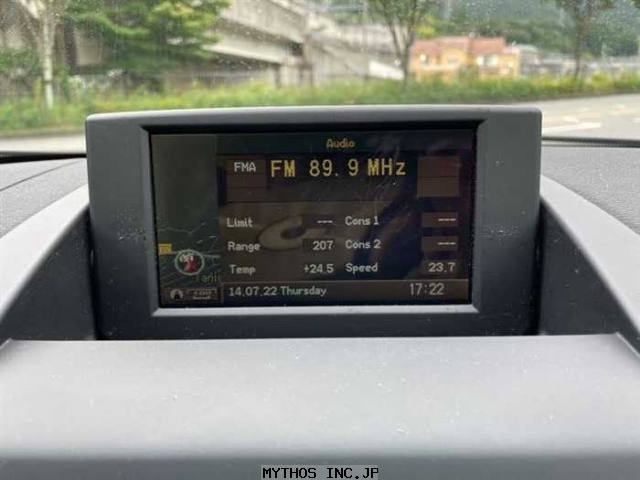 Audio
FMA FM 89.9 MHz
Limit --- Cons 1 ---
Range 207 Cons 2 ---
Temp +24.5 Speed 23.7
100 14.07.22 Thursday 17:22
MYTHOS INC.JP